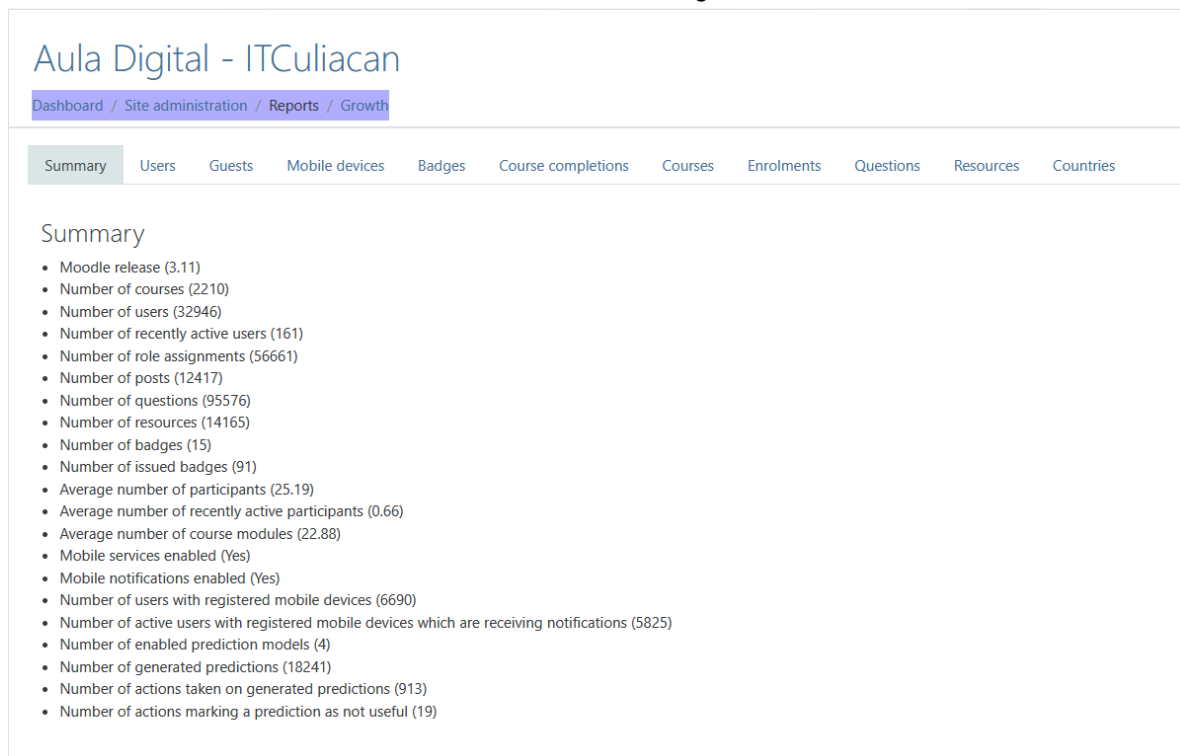 Aula Digital - ITCuliacan
Dashboard / Site administration / Reports / Growth
Summary Users Guests Mobile devices Badges Course completions Courses Enrolments Questions Resources Countries
Summary
• Moodle release (3.11)
• Number of courses (2210)
• Number of users (32946)
• Number of recently active users (161)
• Number of role assignments (56661)
• Number of posts (12417)
• Number of questions (95576)
• Number of resources (14165)
• Number of badges (15)
• Number of issued badges (91)
• Average number of participants (25.19)
• Average number of recently active participants (0.66)
• Average number of course modules (22.88)
• Mobile services enabled (Yes)
• Mobile notifications enabled (Yes)
• Number of users with registered mobile devices (6690)
• Number of active users with registered mobile devices which are receiving notifications (5825)
• Number of enabled prediction models (4)
• Number of generated predictions (18241)
• Number of actions taken on generated predictions (913)
• Number of actions marking a prediction as not useful (19)